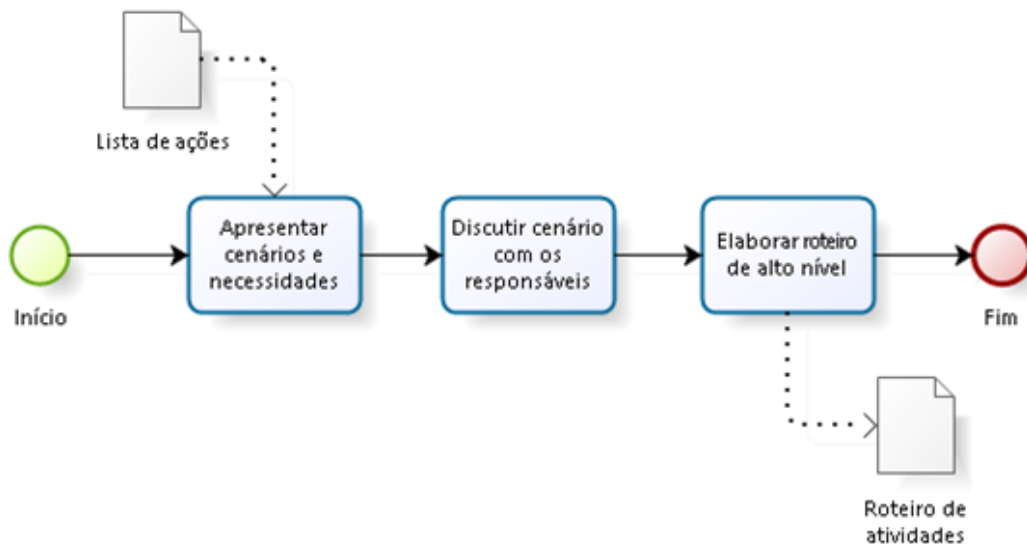 Lista de ações
Início
Apresentar
cenários e
necessidades
Discutir cenário
com os
responsáveis
Elaborar roteiro
de alto nível
Fim
Roteiro de
atividades